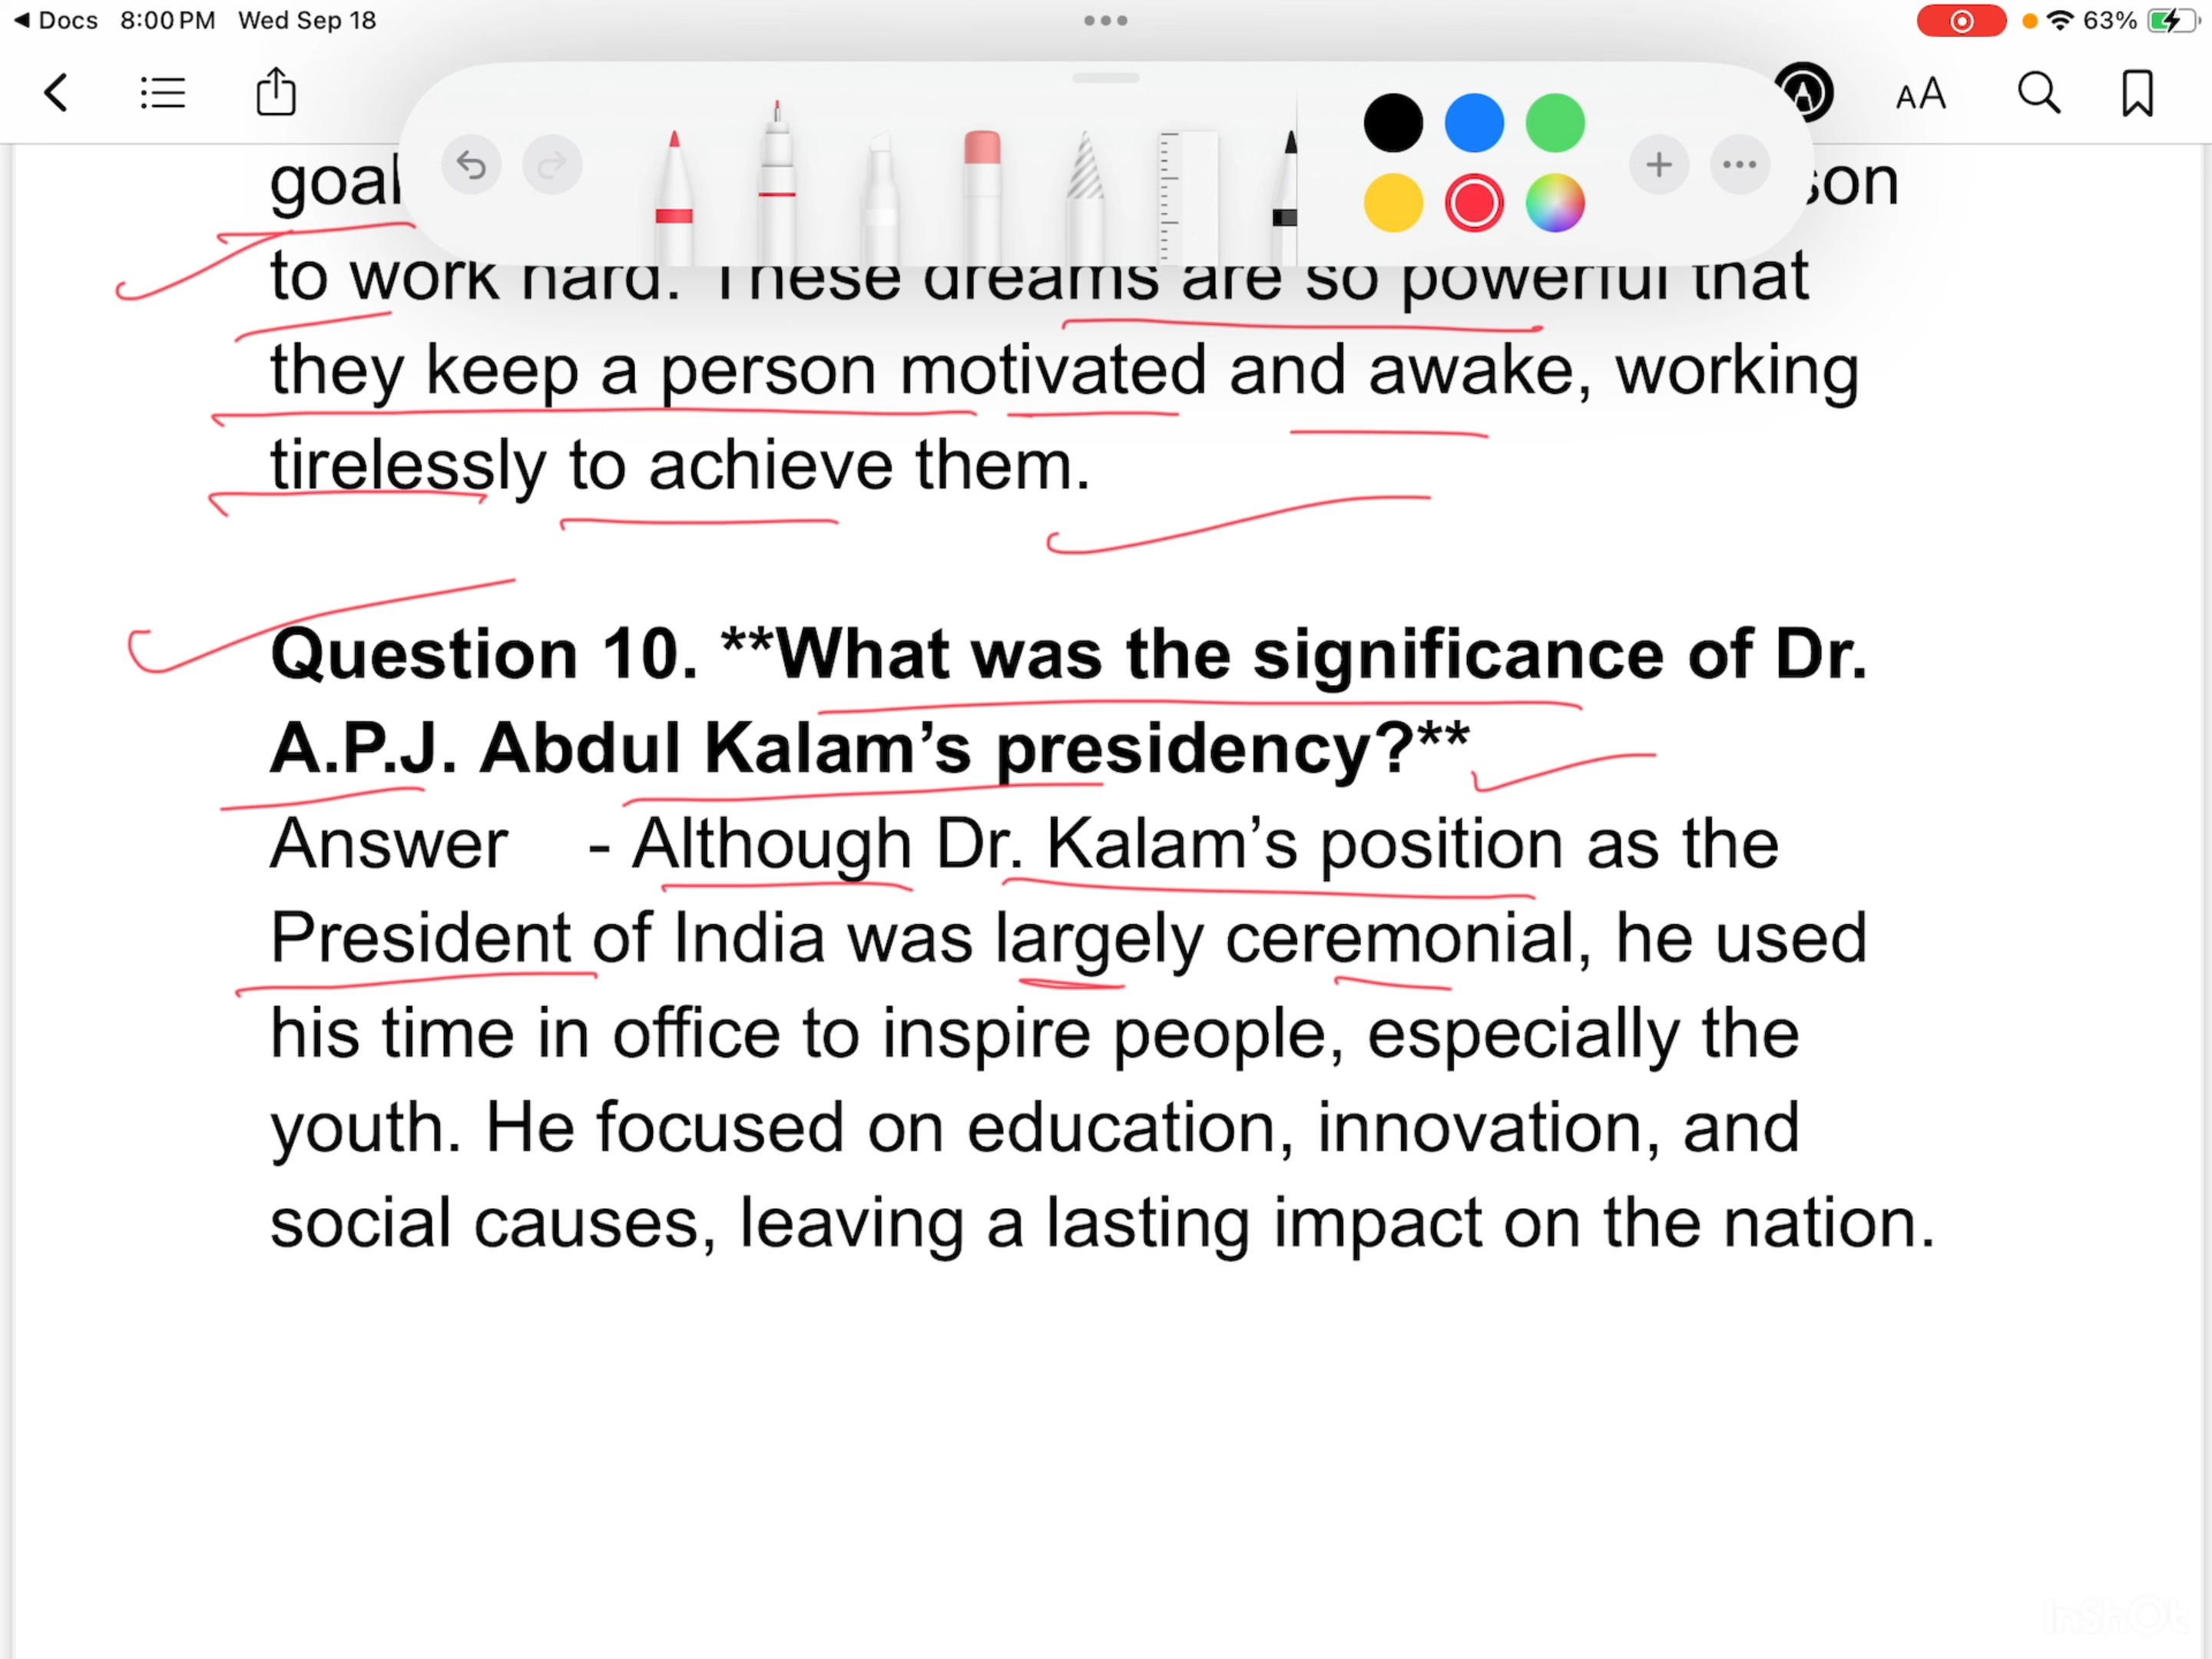 Docs 8:00 PM Wed Sep 18 63%
AA
goal son
to work hard. These dreams are so powerful that
they keep a person motivated and awake, working
tirelessly to achieve them.
Question 10. **What was the significance of Dr.
A.P.J. Abdul Kalam’s presidency?**
Answer - Although Dr. Kalam’s position as the
President of India was largely ceremonial, he used
his time in office to inspire people, especially the
youth. He focused on education, innovation, and
social causes, leaving a lasting impact on the nation.
InShOt